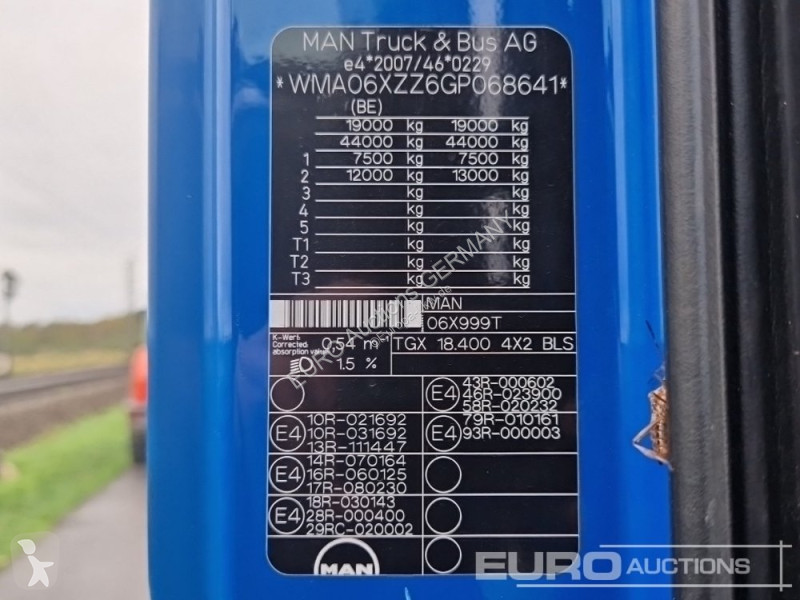 MAN Truck & Bus AG
e4*2007/46*0229
*WMA06XZZ6GP068641*
(BE)
19000 kg 19000 kg
44000 kg 44000 kg
1 7500 kg 7500 kg
2 12000 kg 13000 kg
3 kg kg
4 kg kg
5 kg kg
T1 kg kg
T2 kg kg
T3 kg kg
MAN
06X999T
K-Wert
Corrected
absorption value
0,54 m
TGX 18.400 4X2 BLS
1.5 %
E4 43R-000602
46R-023900
58R-020232
E4 10R-021692
10R-031692
13R-111447
E4 79R-010161
93R-000003
E4 14R-070164
16R-060125
17R-080230
E4 18R-030143
28R-000400
29RC-020002
MAN
EURO Auctions GERMANY
EURO AUCTIONS